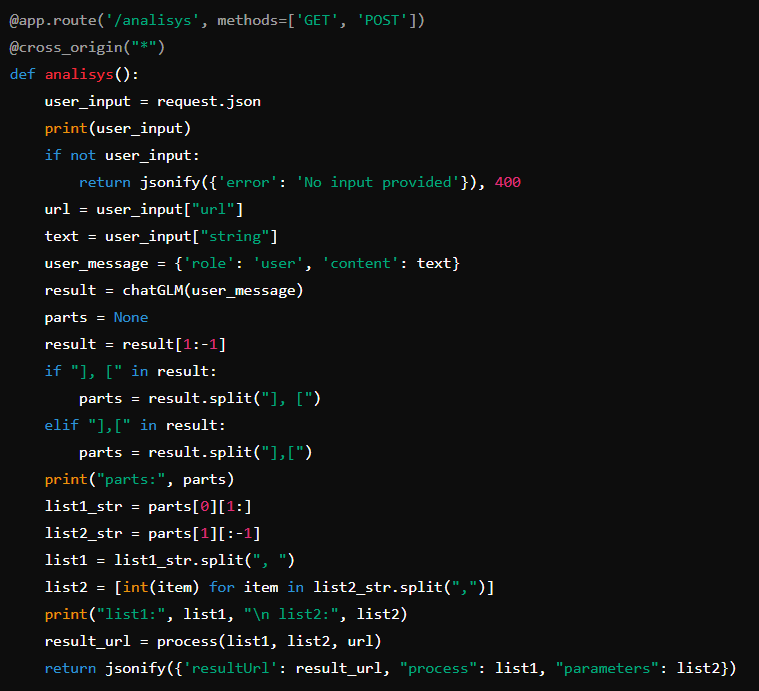 @app.route('/analisys', methods=['GET', 'POST'])
@cross_origin("*")
def analisys():
    user_input = request.json
    print(user_input)
    if not user_input:
        return jsonify({'error': 'No input provided'}), 400
    url = user_input["url"]
    text = user_input["string"]
    user_message = {'role': 'user', 'content': text}
    result = chatGLM(user_message)
    parts = None
    result = result[1:-1]
    if "], [" in result:
        parts = result.split("], [")
    elif "],[" in result:
        parts = result.split("],[")
    print("parts:", parts)
    list1_str = parts[0][1:]
    list2_str = parts[1][:-1]
    list1 = list1_str.split(", ")
    list2 = [int(item) for item in list2_str.split(",")]
    print("list1:", list1, "\n list2:", list2)
    result_url = process(list1, list2, url)
    return jsonify({'resultUrl': result_url, "process": list1, "parameters": list2})